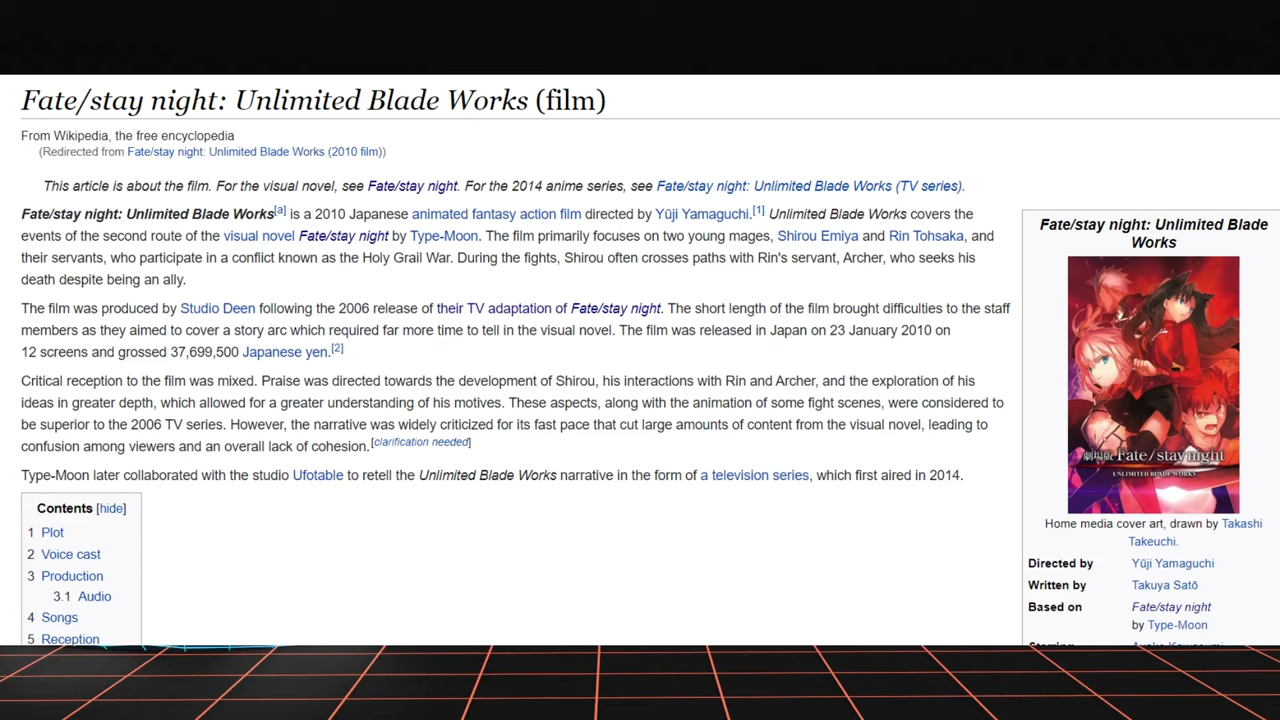 Fate/stay night: Unlimited Blade Works (film)
From Wikipedia, the free encyclopedia
(Redirected from Fate/stay night: Unlimited Blade Works (2010 film))
This article is about the film. For the visual novel, see Fate/stay night. For the 2014 anime series, see Fate/stay night: Unlimited Blade Works (TV series).
Fate/stay night: Unlimited Blade Works[a] is a 2010 Japanese animated fantasy action film directed by Yūji Yamaguchi.[1] Unlimited Blade Works covers the
events of the second route of the visual novel Fate/stay night by Type-Moon. The film primarily focuses on two young mages, Shirou Emiya and Rin Tohsaka, and
their servants, who participate in a conflict known as the Holy Grail War. During the fights, Shirou often crosses paths with Rin's servant, Archer, who seeks his
death despite being an ally.
The film was produced by Studio Deen following the 2006 release of their TV adaptation of Fate/stay night. The short length of the film brought difficulties to the staff
members as they aimed to cover a story arc which required far more time to tell in the visual novel. The film was released in Japan on 23 January 2010 on
12 screens and grossed 37,699,500 Japanese yen.[2]
Critical reception to the film was mixed. Praise was directed towards the development of Shirou, his interactions with Rin and Archer, and the exploration of his
ideas in greater depth, which allowed for a greater understanding of his motives. These aspects, along with the animation of some fight scenes, were considered to
be superior to the 2006 TV series. However, the narrative was widely criticized for its fast pace that cut large amounts of content from the visual novel, leading to
confusion among viewers and an overall lack of cohesion.[clarification needed]
Type-Moon later collaborated with the studio Ufotable to retell the Unlimited Blade Works narrative in the form of a television series, which first aired in 2014.
Contents [hide]
1 Plot
2 Voice cast
3 Production
3.1 Audio
4 Songs
5 Reception
Fate/stay night: Unlimited Blade
Works
劇場版 Fate/stay night
UNLIMITED BLADE WORKS
Home media cover art, drawn by Takashi
Takeuchi.
Directed by Yūji Yamaguchi
Written by Takuya Satō
Based on Fate/stay night
by Type-Moon